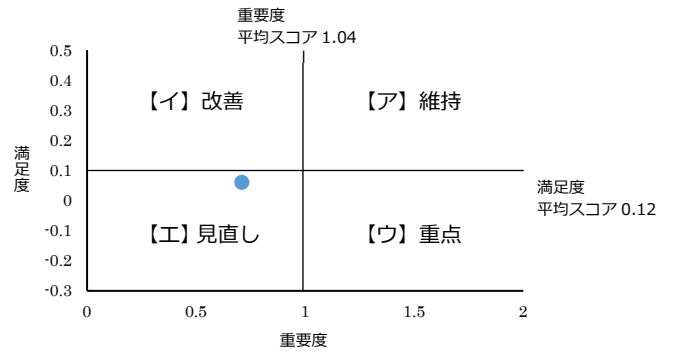 重要度
平均スコア 1.04
0.5
0.4
【イ】改善
【ア】維持
0.3
0.2
満足度
0.1
満足度
平均スコア 0.12
0
-0.1
【エ】見直し
【ウ】重点
-0.2
-0.3
0
0.5
1
1.5
2
重要度